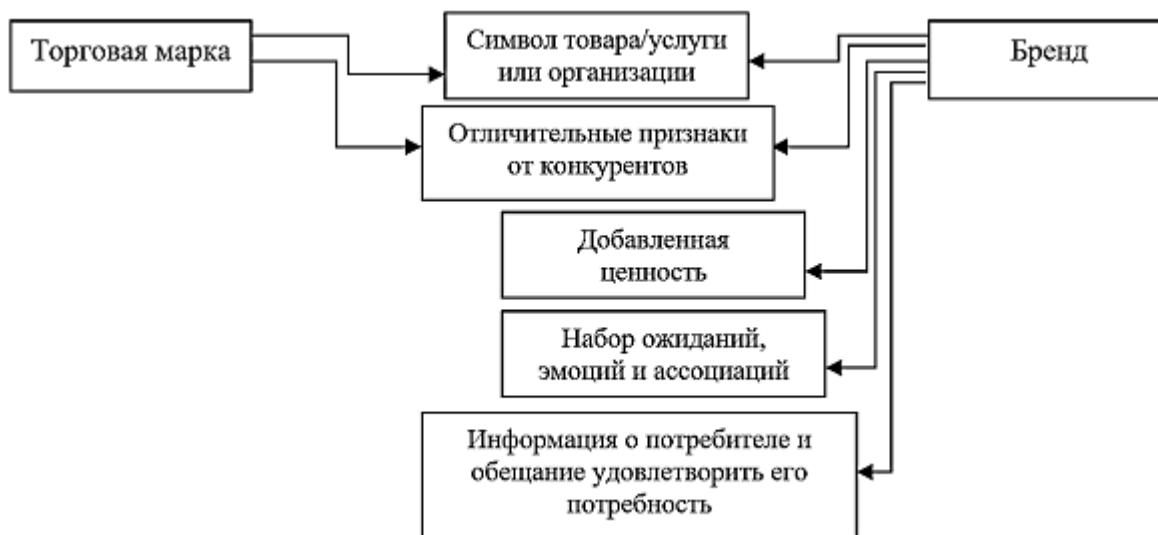 Торговая марка
Символ товара/услуги
или организации
Бренд
Отличительные признаки
от конкурентов
Добавленная
ценность
Набор ожиданий,
эмоций и ассоциаций
Информация о потребителе и
обещание удовлетворить его
потребность